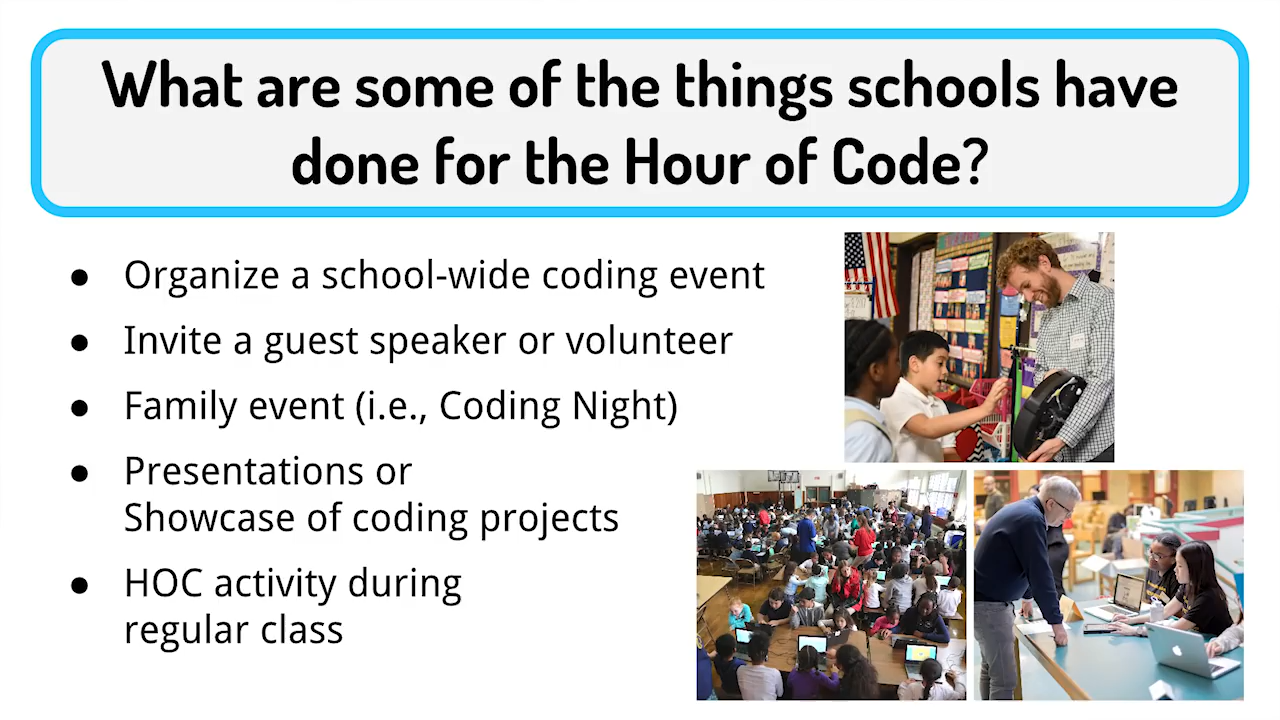 What are some of the things schools have
done for the Hour of Code?
● Organize a school-wide coding event
● Invite a guest speaker or volunteer
● Family event (i.e., Coding Night)
● Presentations or
Showcase of coding projects
● HOC activity during
regular class